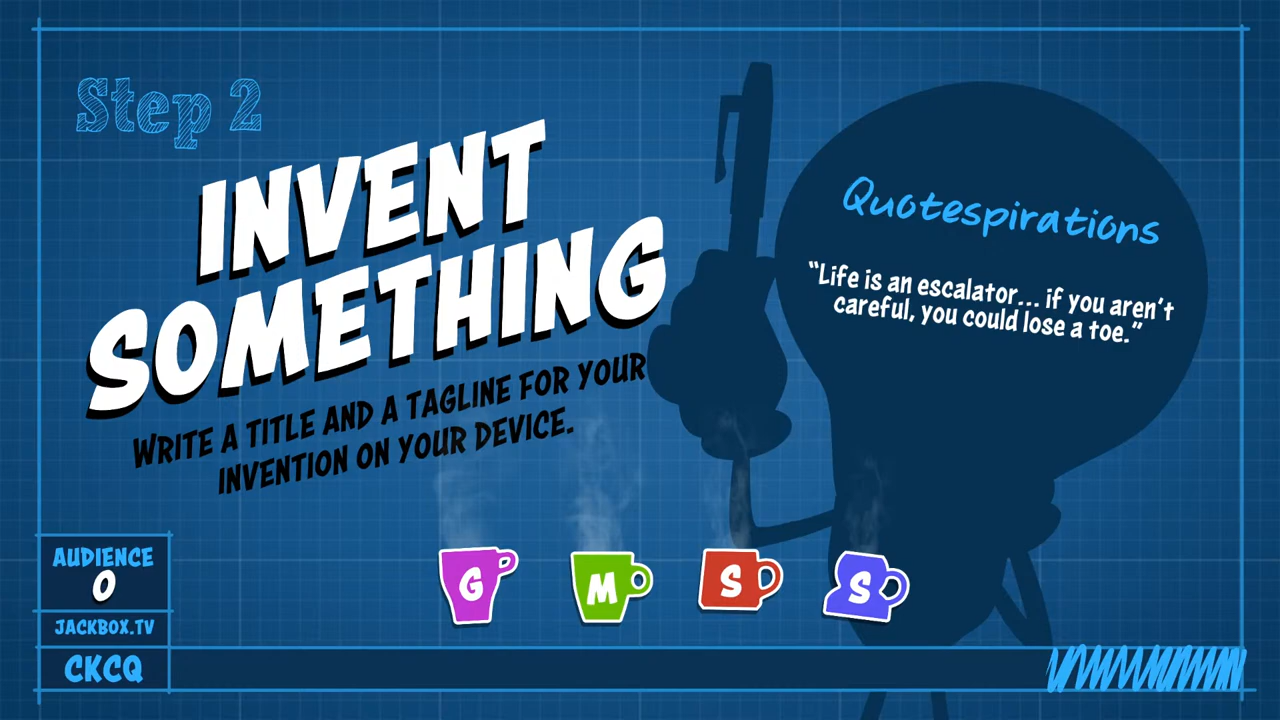 Step 2
INVENT
SOMETHING
WRITE A TITLE AND A TAGLINE FOR YOUR
INVENTION ON YOUR DEVICE.
Quotespirations
“Life is an escalator... if you aren’t
careful, you could lose a toe.”
G M S S
AUDIENCE
0
JACKBOX.TV
CKCQ